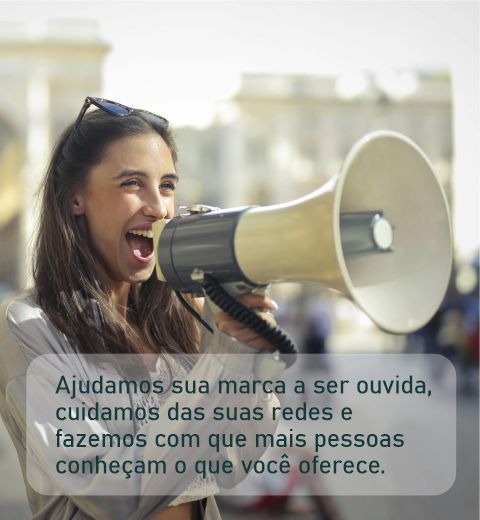 Ajudamos sua marca a ser ouvida,
cuidamos das suas redes e
fazemos com que mais pessoas
conheçam o que você oferece.